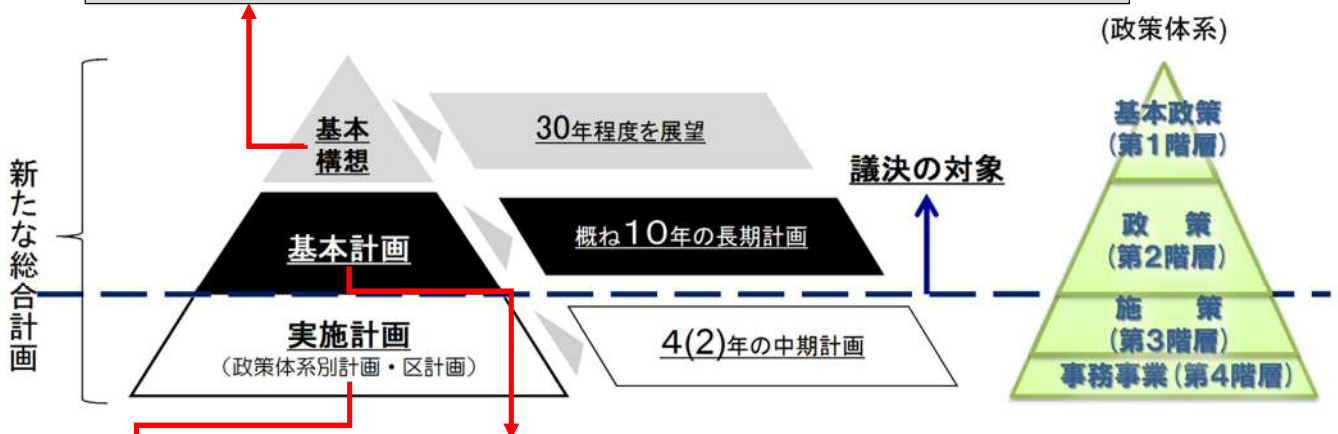 (政策体系)
新たな総合計画
基本
構想
30年程度を展望
議決の対象
基本計画
概ね10年の長期計画
実施計画
(政策体系別計画・区計画)
4(2)年の中期計画
基本政策
(第1階層)
政 策
(第2階層)
施 策
(第3階層)
事務事業(第4階層)